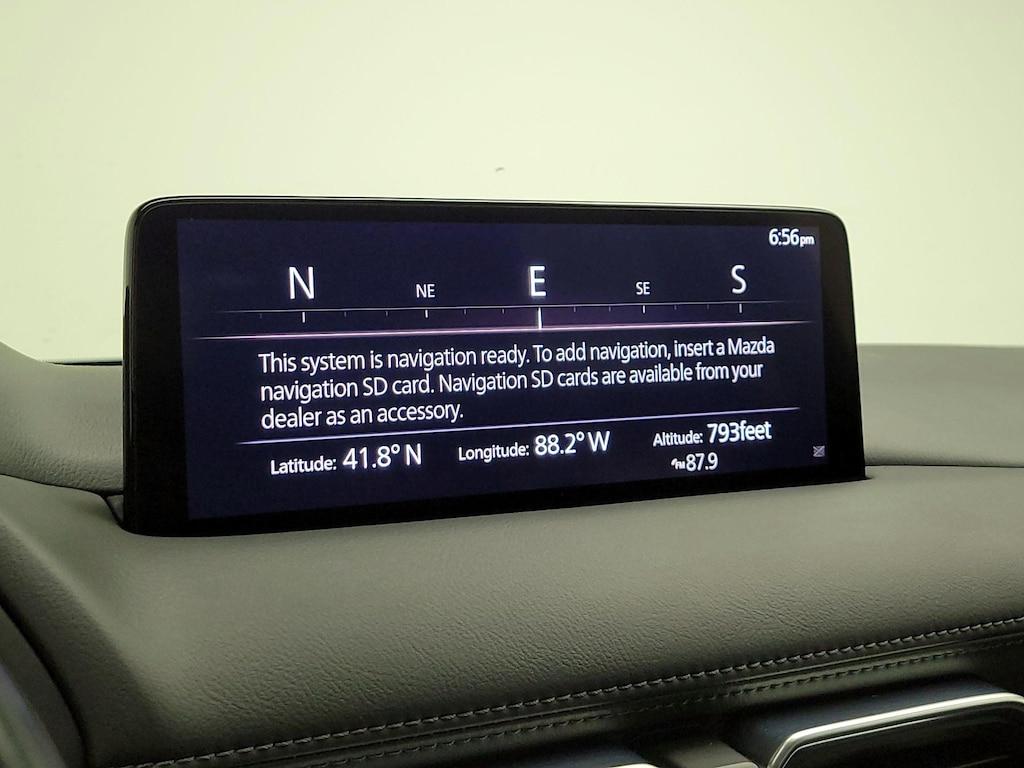 6:56pm
N NE E SE S
This system is navigation ready. To add navigation, insert a Mazda
navigation SD card. Navigation SD cards are available from your
dealer as an accessory.
Latitude: 41.8° N Longitude: 88.2° W Altitude: 793feet
FM 87.9